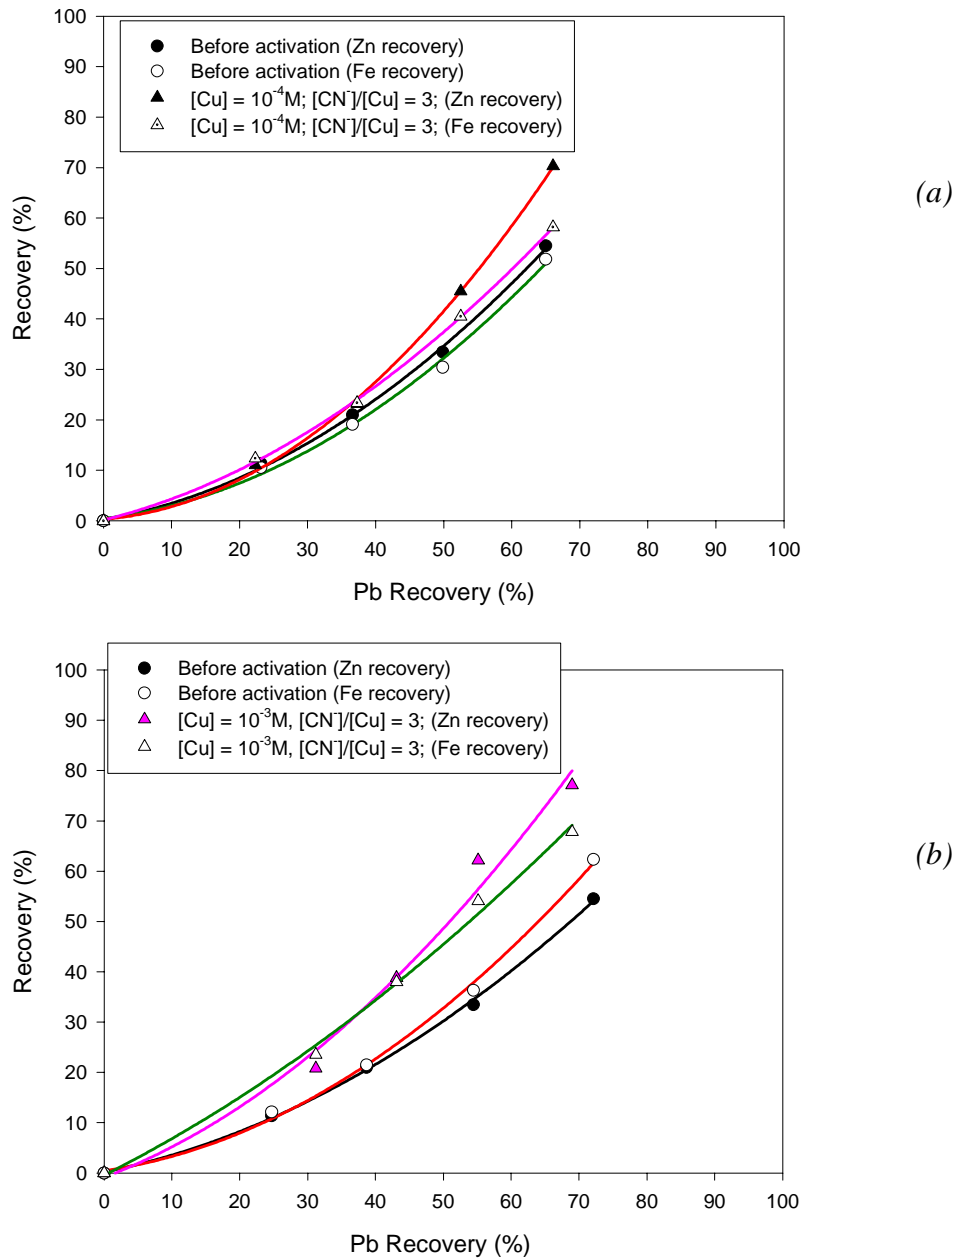 100
90
80
70
60
50
40
30
20
10
0
Recovery (%)
Before activation (Zn recovery)
Before activation (Fe recovery)
[Cu] = 10⁻⁴M; [CN⁻]/[Cu] = 3; (Zn recovery)
[Cu] = 10⁻⁴M; [CN⁻]/[Cu] = 3; (Fe recovery)
(a)
0 10 20 30 40 50 60 70 80 90 100
Pb Recovery (%)
100
90
80
70
60
50
40
30
20
10
0
Recovery (%)
Before activation (Zn recovery)
Before activation (Fe recovery)
[Cu] = 10⁻³M, [CN⁻]/[Cu] = 3; (Zn recovery)
[Cu] = 10⁻³M, [CN⁻]/[Cu] = 3; (Fe recovery)
(b)
0 10 20 30 40 50 60 70 80 90 100
Pb Recovery (%)